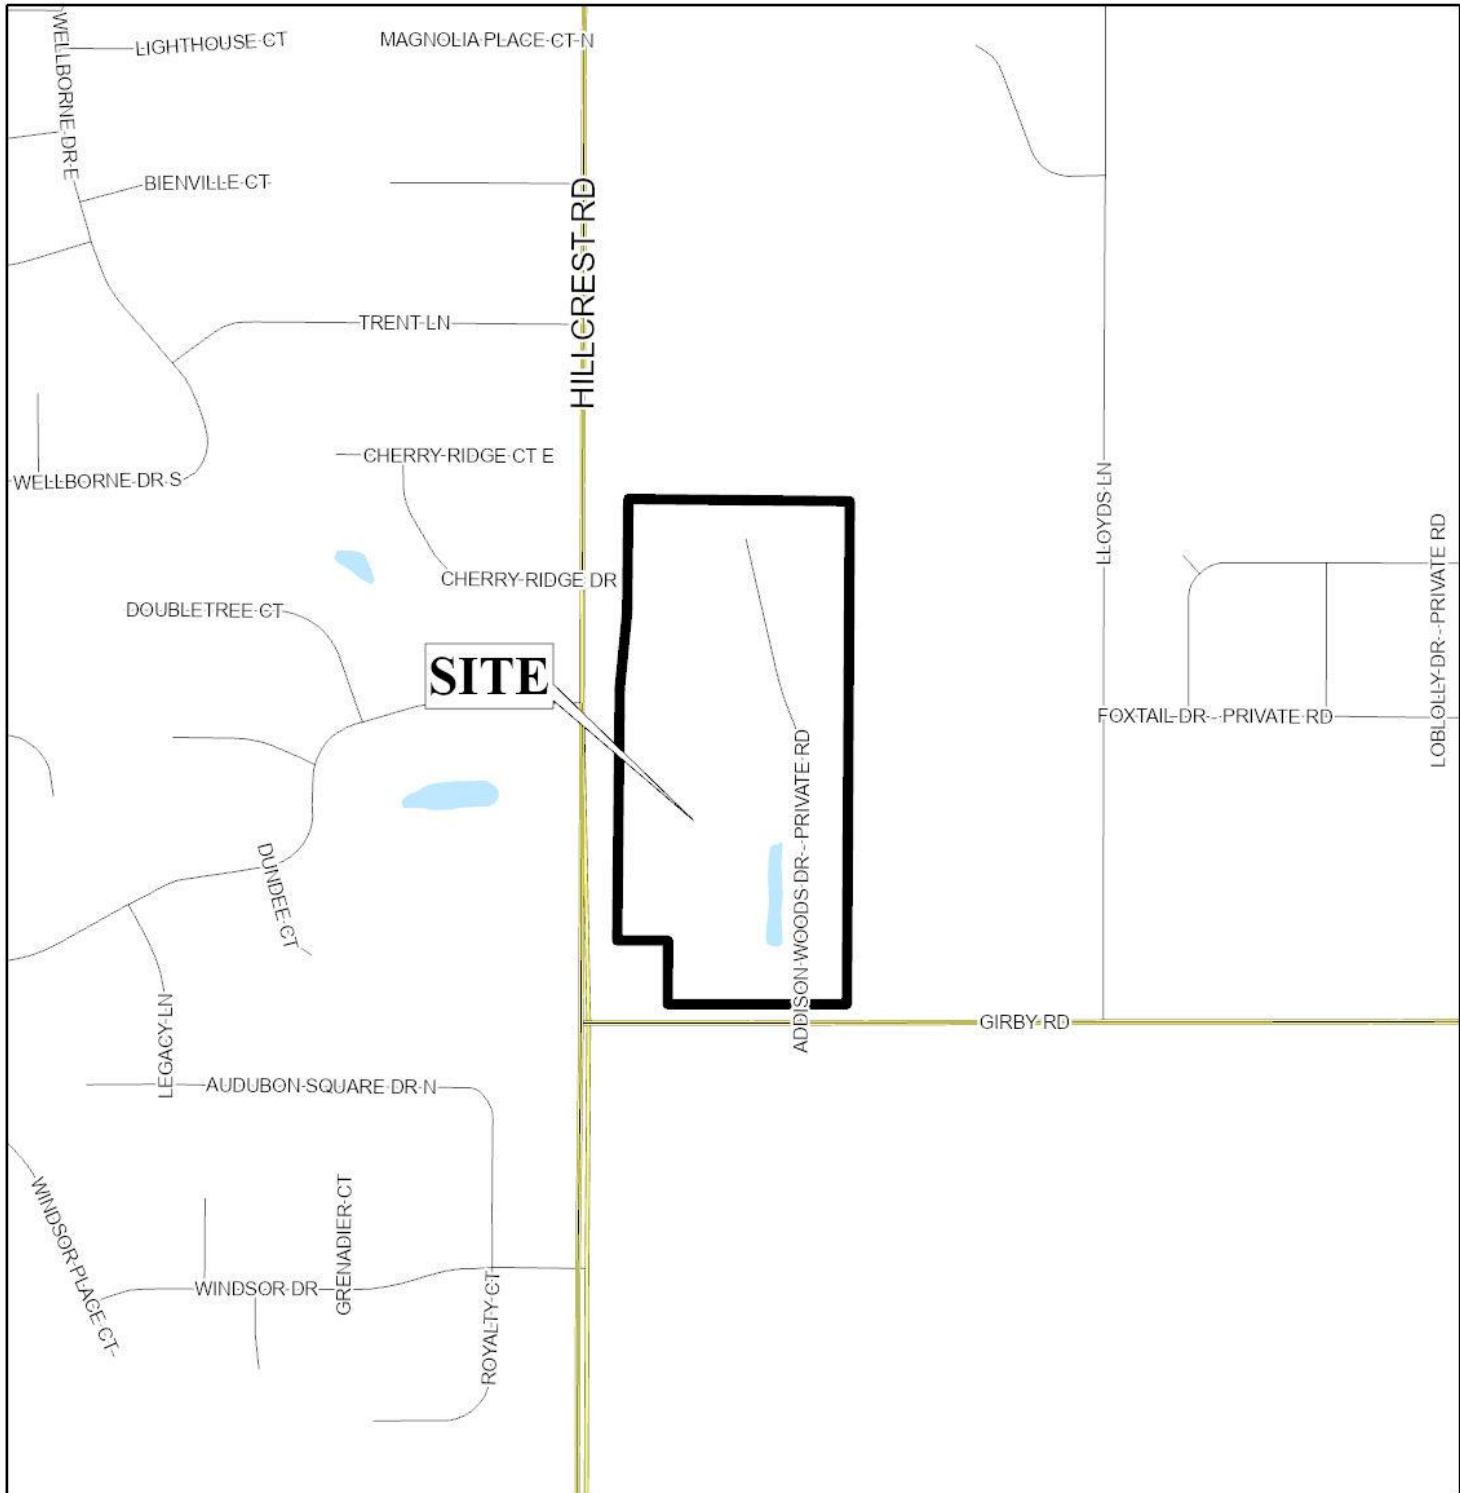 LIGHTHOUSE CT
MAGNOLIA PLACE CT N
WELLBORNE DR E
BIENVILLE CT
HILLCREST RD
TRENT LN
CHERRY RIDGE CT E
WELLBORNE DR S
LLOYDS LN
CHERRY RIDGE DR
DOUBLETREE CT
LOBLOLLY DR--PRIVATE RD
SITE
FOXTAIL DR--PRIVATE RD
ADDISON WOODS DR--PRIVATE RD
DUNDEE CT
GIRBY RD
LEGACY LN
AUDUBON SQUARE DR N
WINDSOR PLACE CT
GRENADIER CT
WINDSOR DR
ROYALTY CT